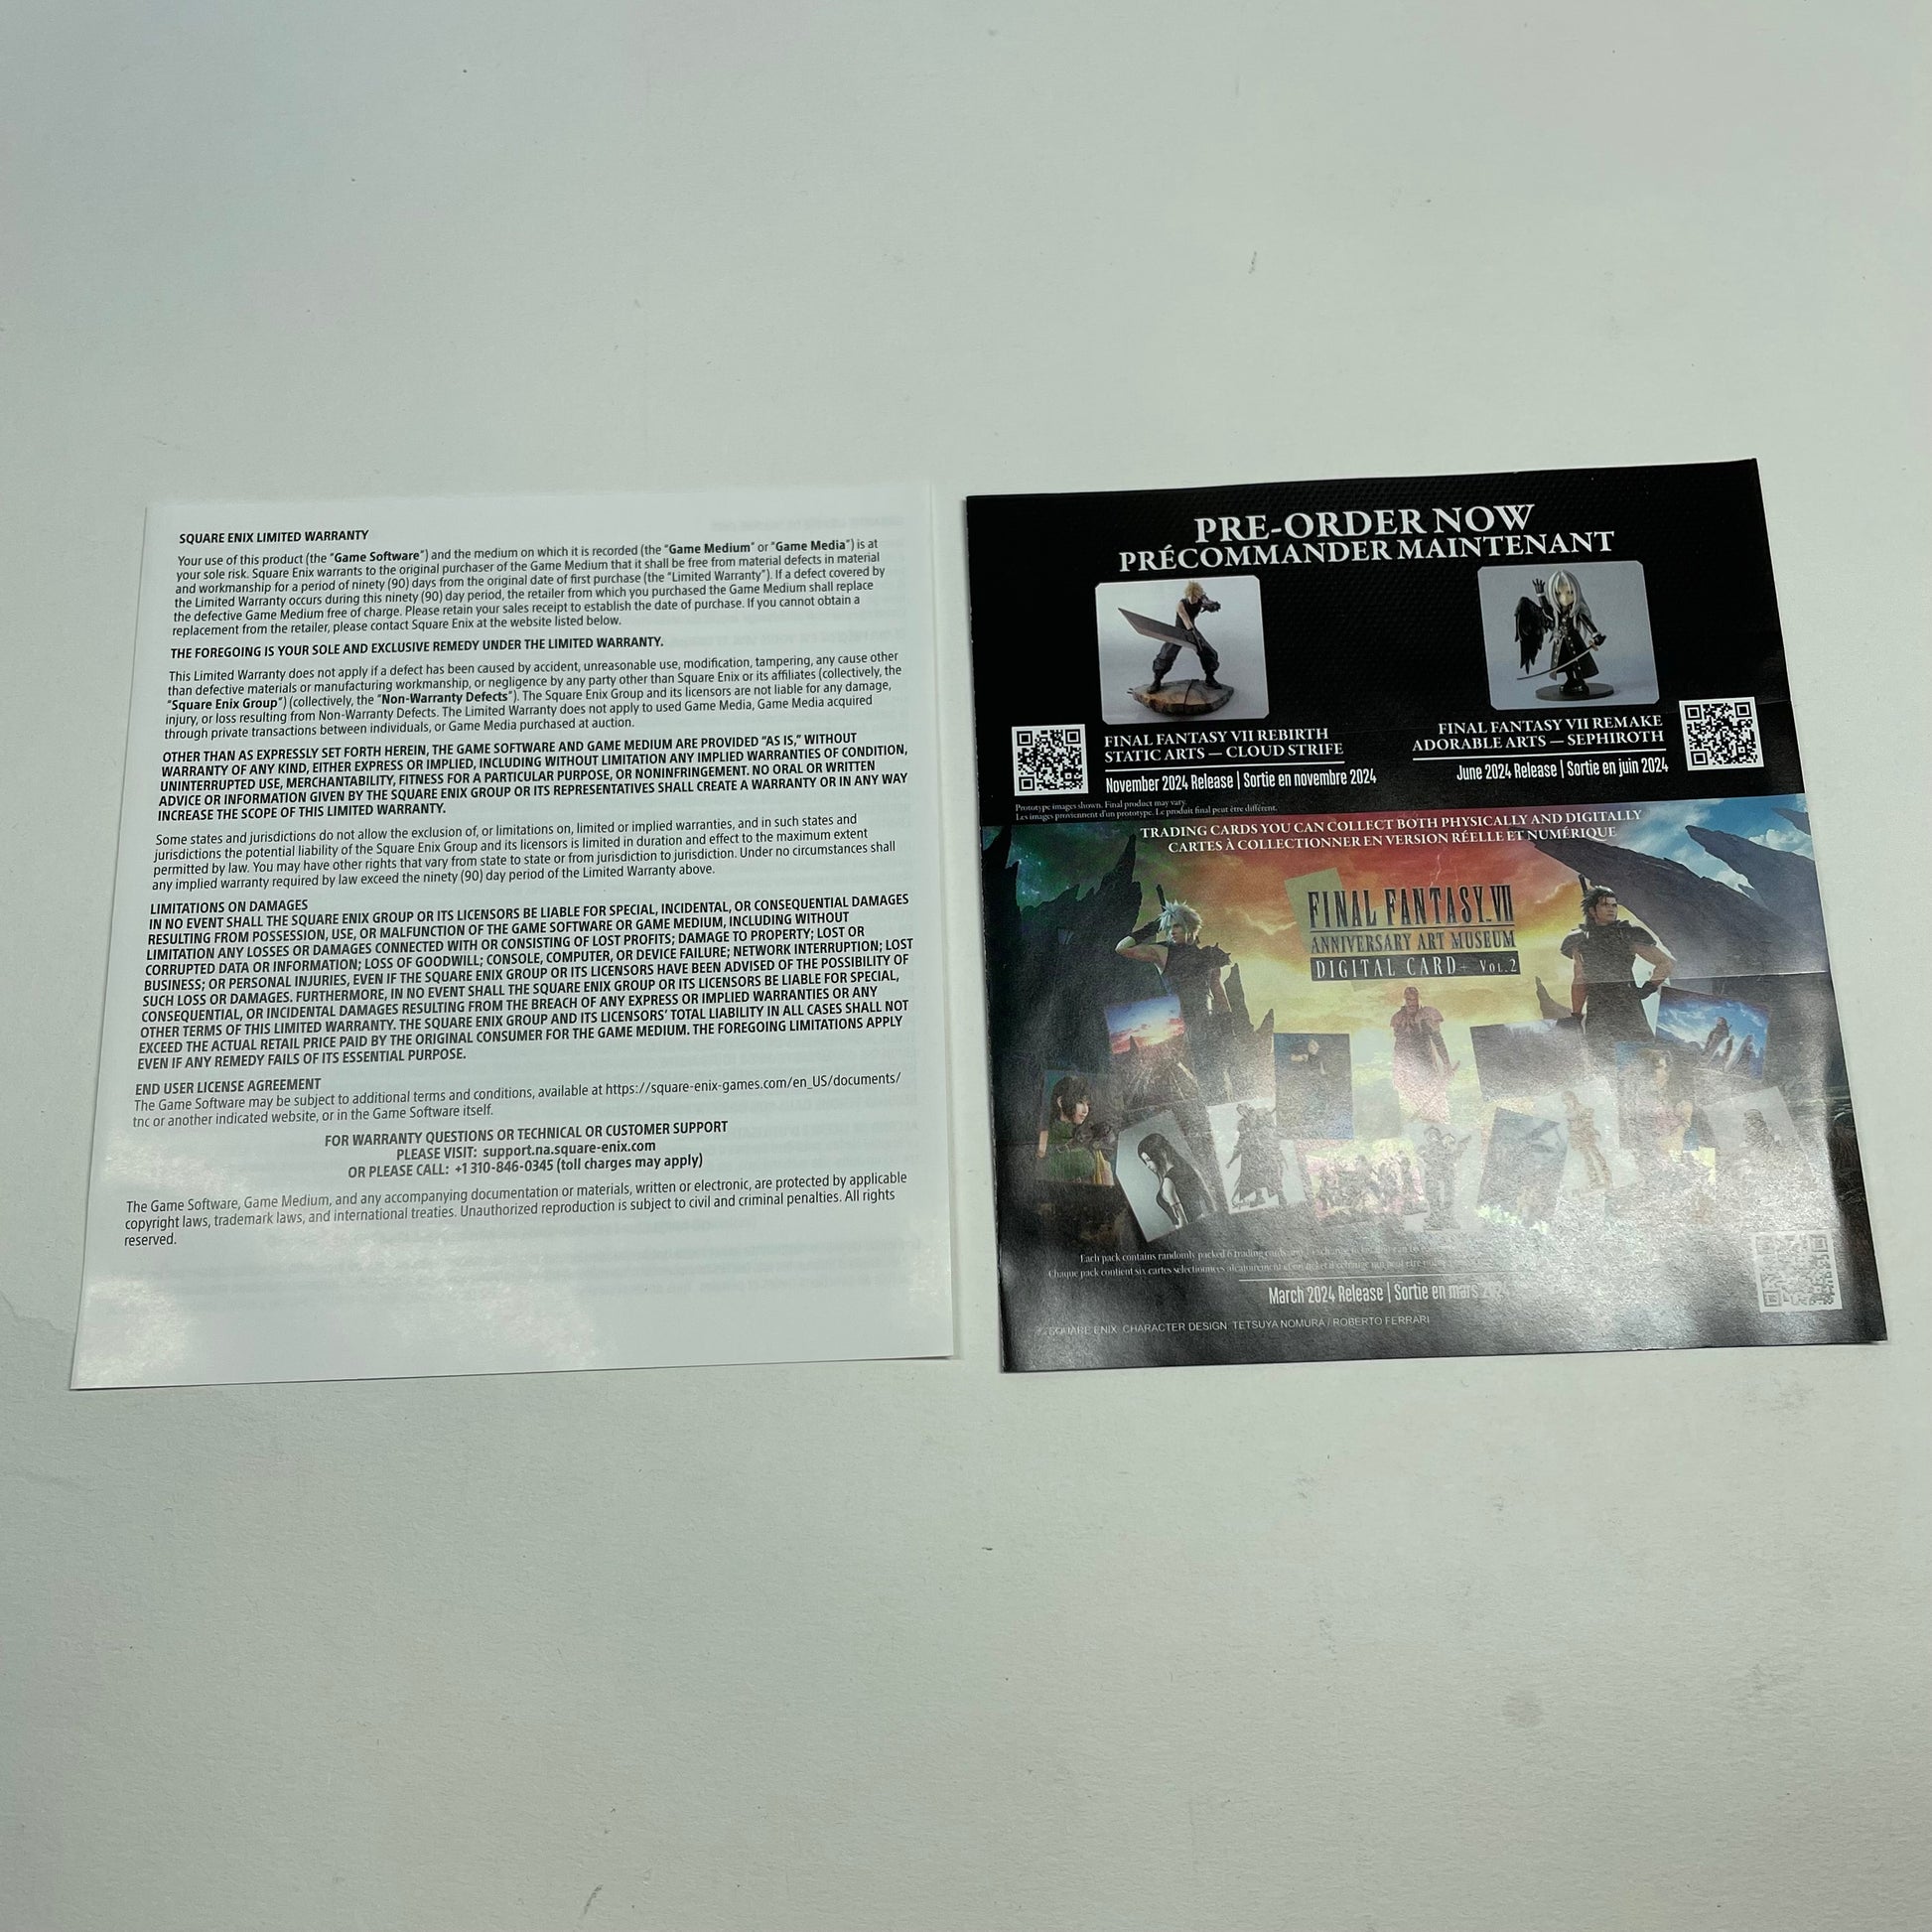 SQUARE ENIX LIMITED WARRANTY
Your use of this product (the "Game Software") and the medium on which it is recorded (the "Game Medium" or "Game Media") is at
your sole risk. Square Enix warrants to the original purchaser of the Game Medium that it shall be free from material defects in material
and workmanship for a period of ninety (90) days from the original date of first purchase (the "Limited Warranty"). If a defect covered by
the Limited Warranty occurs during this ninety (90) day period, the retailer from which you purchased the Game Medium shall replace
the defective Game Medium free of charge. Please retain your sales receipt to establish the date of purchase. If you cannot obtain a
replacement from the retailer, please contact Square Enix at the website listed below.
THE FOREGOING IS YOUR SOLE AND EXCLUSIVE REMEDY UNDER THE LIMITED WARRANTY.
This Limited Warranty does not apply if a defect has been caused by accident, unreasonable use, modification, tampering, any cause other
than defective materials or manufacturing workmanship, or negligence by any party other than Square Enix or its affiliates (collectively, the
"Square Enix Group") (collectively, the "Non-Warranty Defects"). The Square Enix Group and its licensors are not liable for any damage,
injury, or loss resulting from Non-Warranty Defects. The Limited Warranty does not apply to used Game Media, Game Media acquired
through private transactions between individuals, or Game Media purchased at auction.
OTHER THAN AS EXPRESSLY SET FORTH HEREIN, THE GAME SOFTWARE AND GAME MEDIUM ARE PROVIDED "AS IS," WITHOUT
WARRANTY OF ANY KIND, EITHER EXPRESS OR IMPLIED, INCLUDING WITHOUT LIMITATION ANY IMPLIED WARRANTIES OF CONDITION,
UNINTERRUPTED USE, MERCHANTABILITY, FITNESS FOR A PARTICULAR PURPOSE, OR NONINFRINGEMENT. NO ORAL OR WRITTEN
ADVICE OR INFORMATION GIVEN BY THE SQUARE ENIX GROUP OR ITS REPRESENTATIVES SHALL CREATE A WARRANTY OR IN ANY WAY
INCREASE THE SCOPE OF THIS LIMITED WARRANTY.
Some states and jurisdictions do not allow the exclusion of, or limitations on, limited or implied warranties, and in such states and
jurisdictions the potential liability of the Square Enix Group and its licensors is limited in duration and effect to the maximum extent
permitted by law. You may have other rights that vary from state to state or from jurisdiction to jurisdiction. Under no circumstances shall
any implied warranty required by law exceed the ninety (90) day period of the Limited Warranty above.
LIMITATIONS ON DAMAGES
IN NO EVENT SHALL THE SQUARE ENIX GROUP OR ITS LICENSORS BE LIABLE FOR SPECIAL, INCIDENTAL, OR CONSEQUENTIAL DAMAGES
RESULTING FROM POSSESSION, USE, OR MALFUNCTION OF THE GAME SOFTWARE OR GAME MEDIUM, INCLUDING WITHOUT
LIMITATION ANY LOSSES OR DAMAGES CONNECTED WITH OR CONSISTING OF LOST PROFITS; DAMAGE TO PROPERTY; LOST OR
CORRUPTED DATA OR INFORMATION; LOSS OF GOODWILL; CONSOLE, COMPUTER, OR DEVICE FAILURE; NETWORK INTERRUPTION; LOST
BUSINESS; OR PERSONAL INJURIES, EVEN IF THE SQUARE ENIX GROUP OR ITS LICENSORS HAVE BEEN ADVISED OF THE POSSIBILITY OF
SUCH LOSS OR DAMAGES. FURTHERMORE, IN NO EVENT SHALL THE SQUARE ENIX GROUP OR ITS LICENSORS BE LIABLE FOR SPECIAL,
CONSEQUENTIAL, OR INCIDENTAL DAMAGES RESULTING FROM THE BREACH OF ANY EXPRESS OR IMPLIED WARRANTIES OR ANY
OTHER TERMS OF THIS LIMITED WARRANTY. THE SQUARE ENIX GROUP AND ITS LICENSORS' TOTAL LIABILITY IN ALL CASES SHALL NOT
EXCEED THE ACTUAL RETAIL PRICE PAID BY THE ORIGINAL CONSUMER FOR THE GAME MEDIUM. THE FOREGOING LIMITATIONS APPLY
EVEN IF ANY REMEDY FAILS OF ITS ESSENTIAL PURPOSE.
END USER LICENSE AGREEMENT
The Game Software may be subject to additional terms and conditions, available at https://square-enix-games.com/en_US/documents/
tnc or another indicated website, or in the Game Software itself.
FOR WARRANTY QUESTIONS OR TECHNICAL OR CUSTOMER SUPPORT
PLEASE VISIT: support.na.square-enix.com
OR PLEASE CALL: +1 310-846-0345 (toll charges may apply)
The Game Software, Game Medium, and any accompanying documentation or materials, written or electronic, are protected by applicable
copyright laws, trademark laws, and international treaties. Unauthorized reproduction is subject to civil and criminal penalties. All rights
reserved.
PRE-ORDER NOW
PRÉCOMMANDER MAINTENANT
FINAL FANTASY VII REBIRTH
STATIC ARTS — CLOUD STRIFE
November 2024 Release | Sortie en novembre 2024
FINAL FANTASY VII REMAKE
ADORABLE ARTS — SEPHIROTH
June 2024 Release | Sortie en juin 2024
Prototype images shown. Final product may vary.
Les images proviennent d'un prototype. Le produit final peut être différent.
TRADING CARDS YOU CAN COLLECT BOTH PHYSICALLY AND DIGITALLY
CARTES À COLLECTIONNER EN VERSION RÉELLE ET NUMÉRIQUE
FINAL FANTASY VII
ANNIVERSARY ART MUSEUM
DIGITAL CARD+ VOL.2
Each pack contains randomly packed 6 trading cards
Chaque pack contient six cartes sélectionnées aléatoirement
March 2024 Release | Sortie en mars 2024
© SQUARE ENIX CHARACTER DESIGN: TETSUYA NOMURA / ROBERTO FERRARI